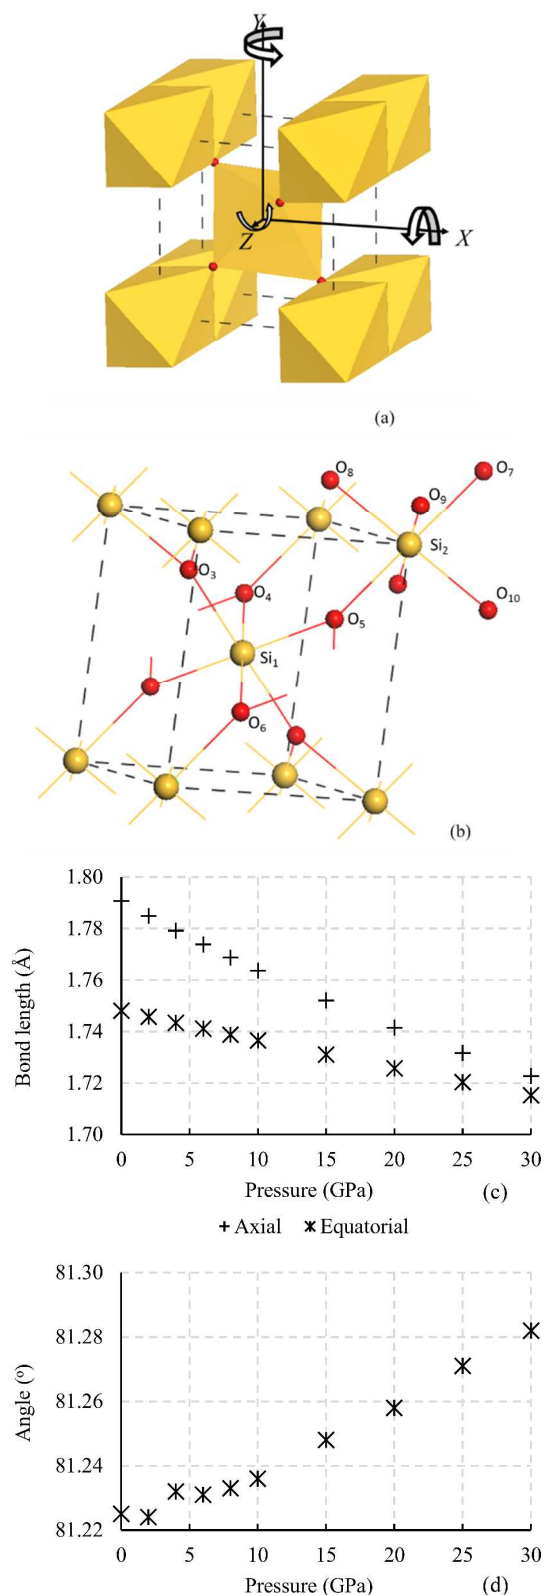 Y
Z
X
(a)
O8
O7
O9
Si2
O3
O4
O10
O5
Si1
O6
(b)
1.80
1.78
1.76
1.74
1.72
1.70
Bond length (Å)
0 5 10 15 20 25 30
Pressure (GPa)
(c)
Axial Equatorial
81.30
81.28
81.26
81.24
81.22
Angle (º)
0 5 10 15 20 25 30
Pressure (GPa)
(d)